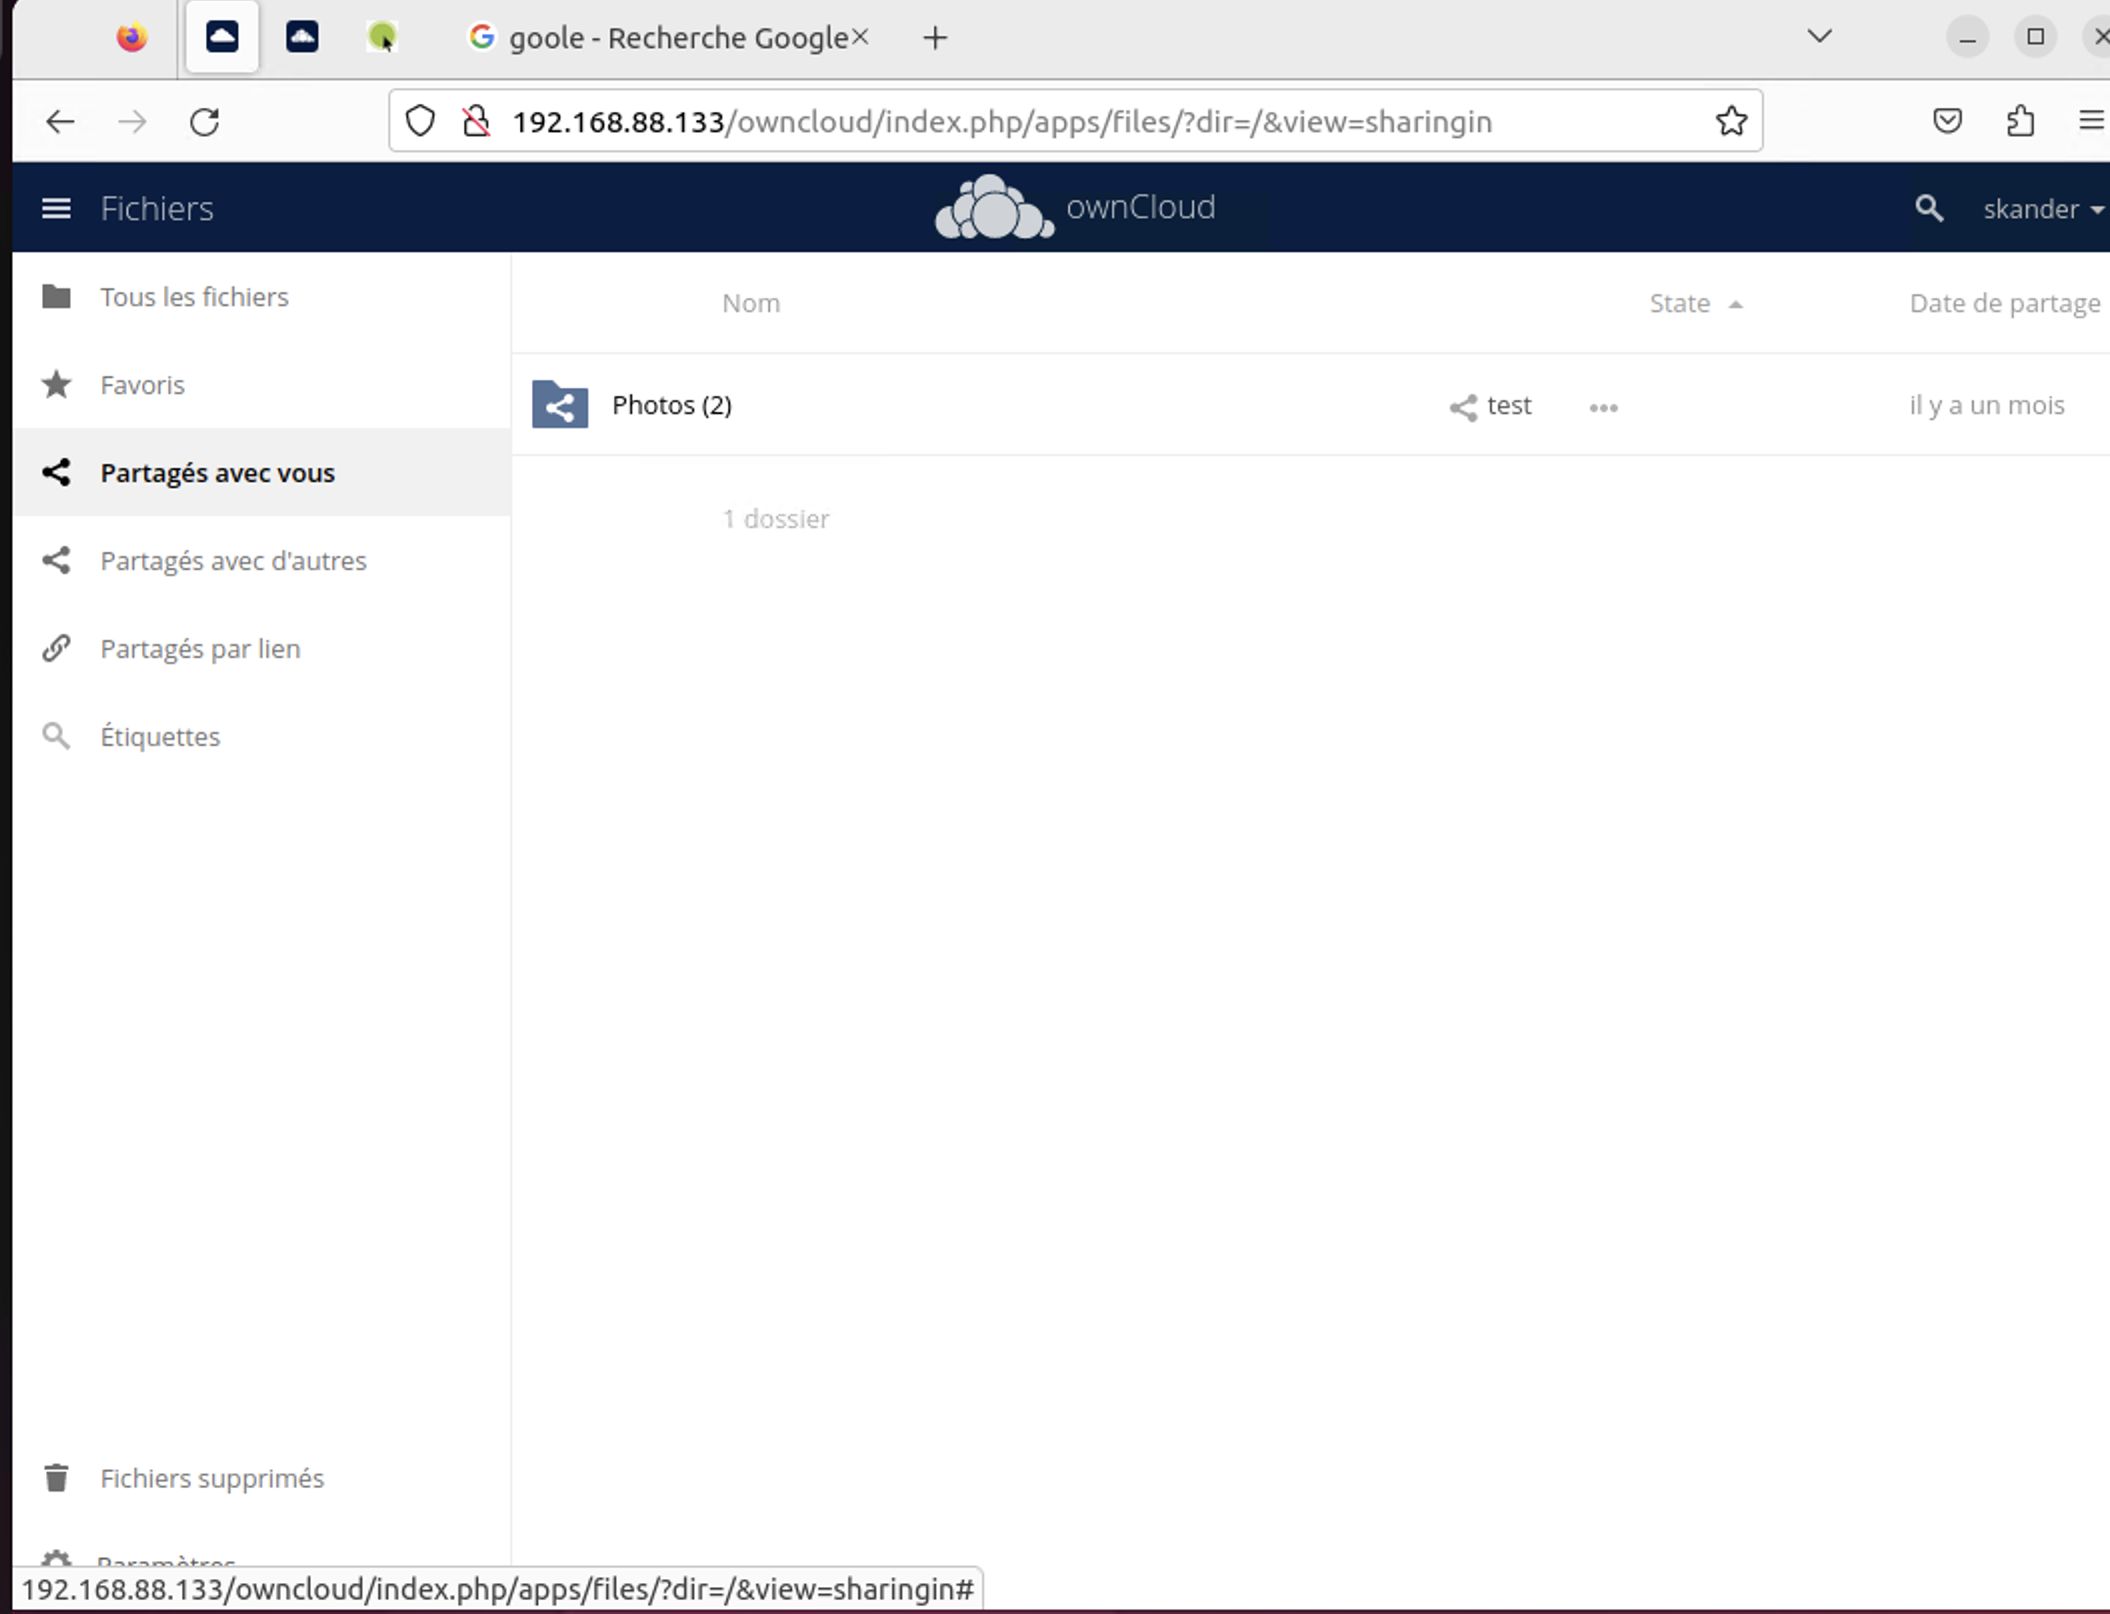 goole - Recherche Google
192.168.88.133/owncloud/index.php/apps/files/?dir=/&view=sharingin
Fichiers
ownCloud
skander
Tous les fichiers
Favoris
Partagés avec vous
Partagés avec d'autres
Partagés par lien
Étiquettes
Nom
State
Date de partage
Photos (2)
test
il y a un mois
1 dossier
Fichiers supprimés
Paramètres
192.168.88.133/owncloud/index.php/apps/files/?dir=/&view=sharingin#